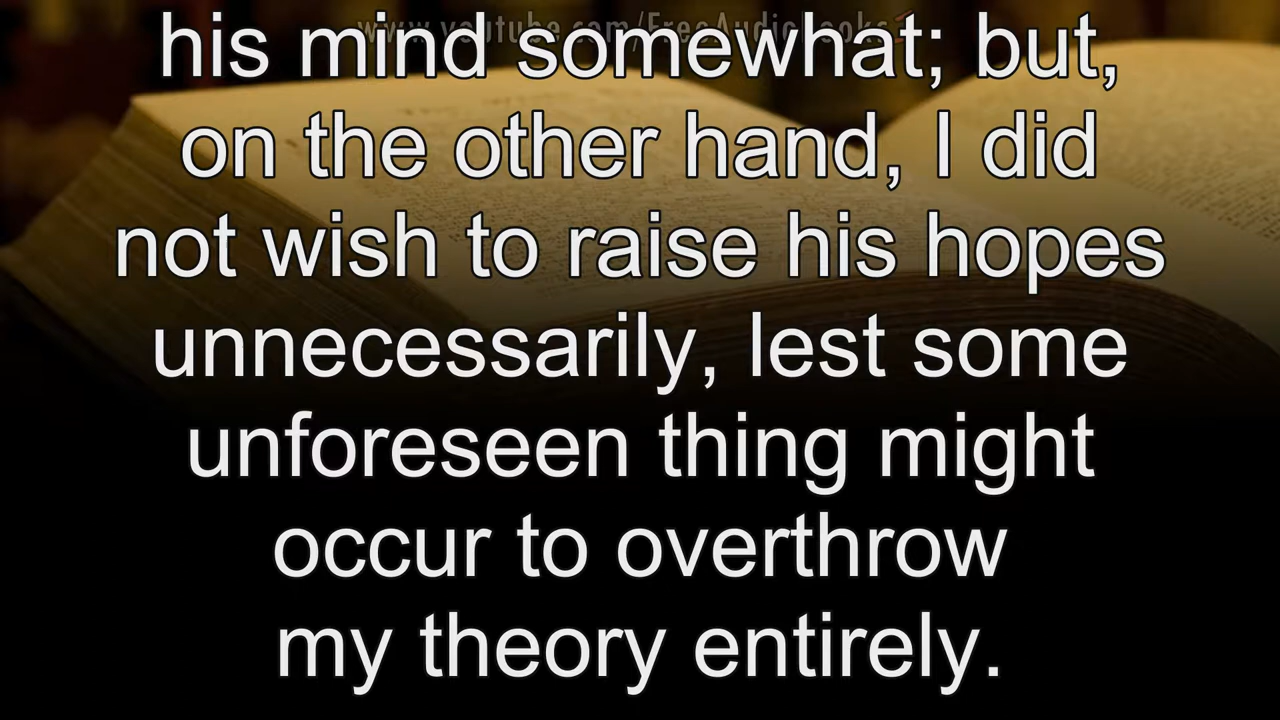 www.youtube.com/FreeAudioBooks
his mind somewhat; but,
on the other hand, I did
not wish to raise his hopes
unnecessarily, lest some
unforeseen thing might
occur to overthrow
my theory entirely.